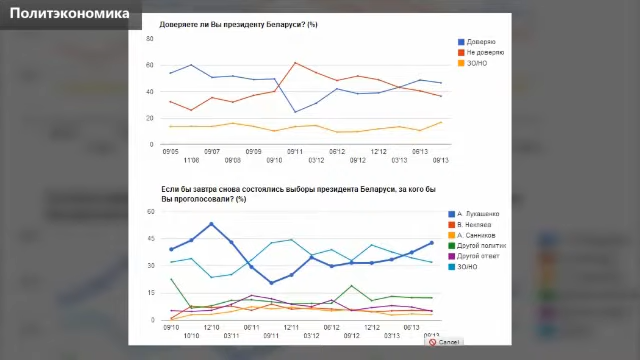 Политэкономика
Доверяете ли Вы президенту Беларуси? (%)
80
60
40
20
0
Доверяю
Не доверяю
ЗО/НО
09'05 09'07 09'09 09'11 06'12 12'12 06'13
11'08 09'08 09'10 03'12 09'12 03'13 09'13
Если бы завтра снова состоялись выборы президента Беларуси, за кого бы
Вы проголосовали? (%)
60
45
30
15
0
А. Лукашенко
В. Некляев
А. Санников
Другой политик
Другой ответ
ЗО/НО
09'10 12'10 06'11 12'11 06'12 12'12 06'13
10'10 03'11 09'11 03'12 09'12 03'13 09'13
Cancel